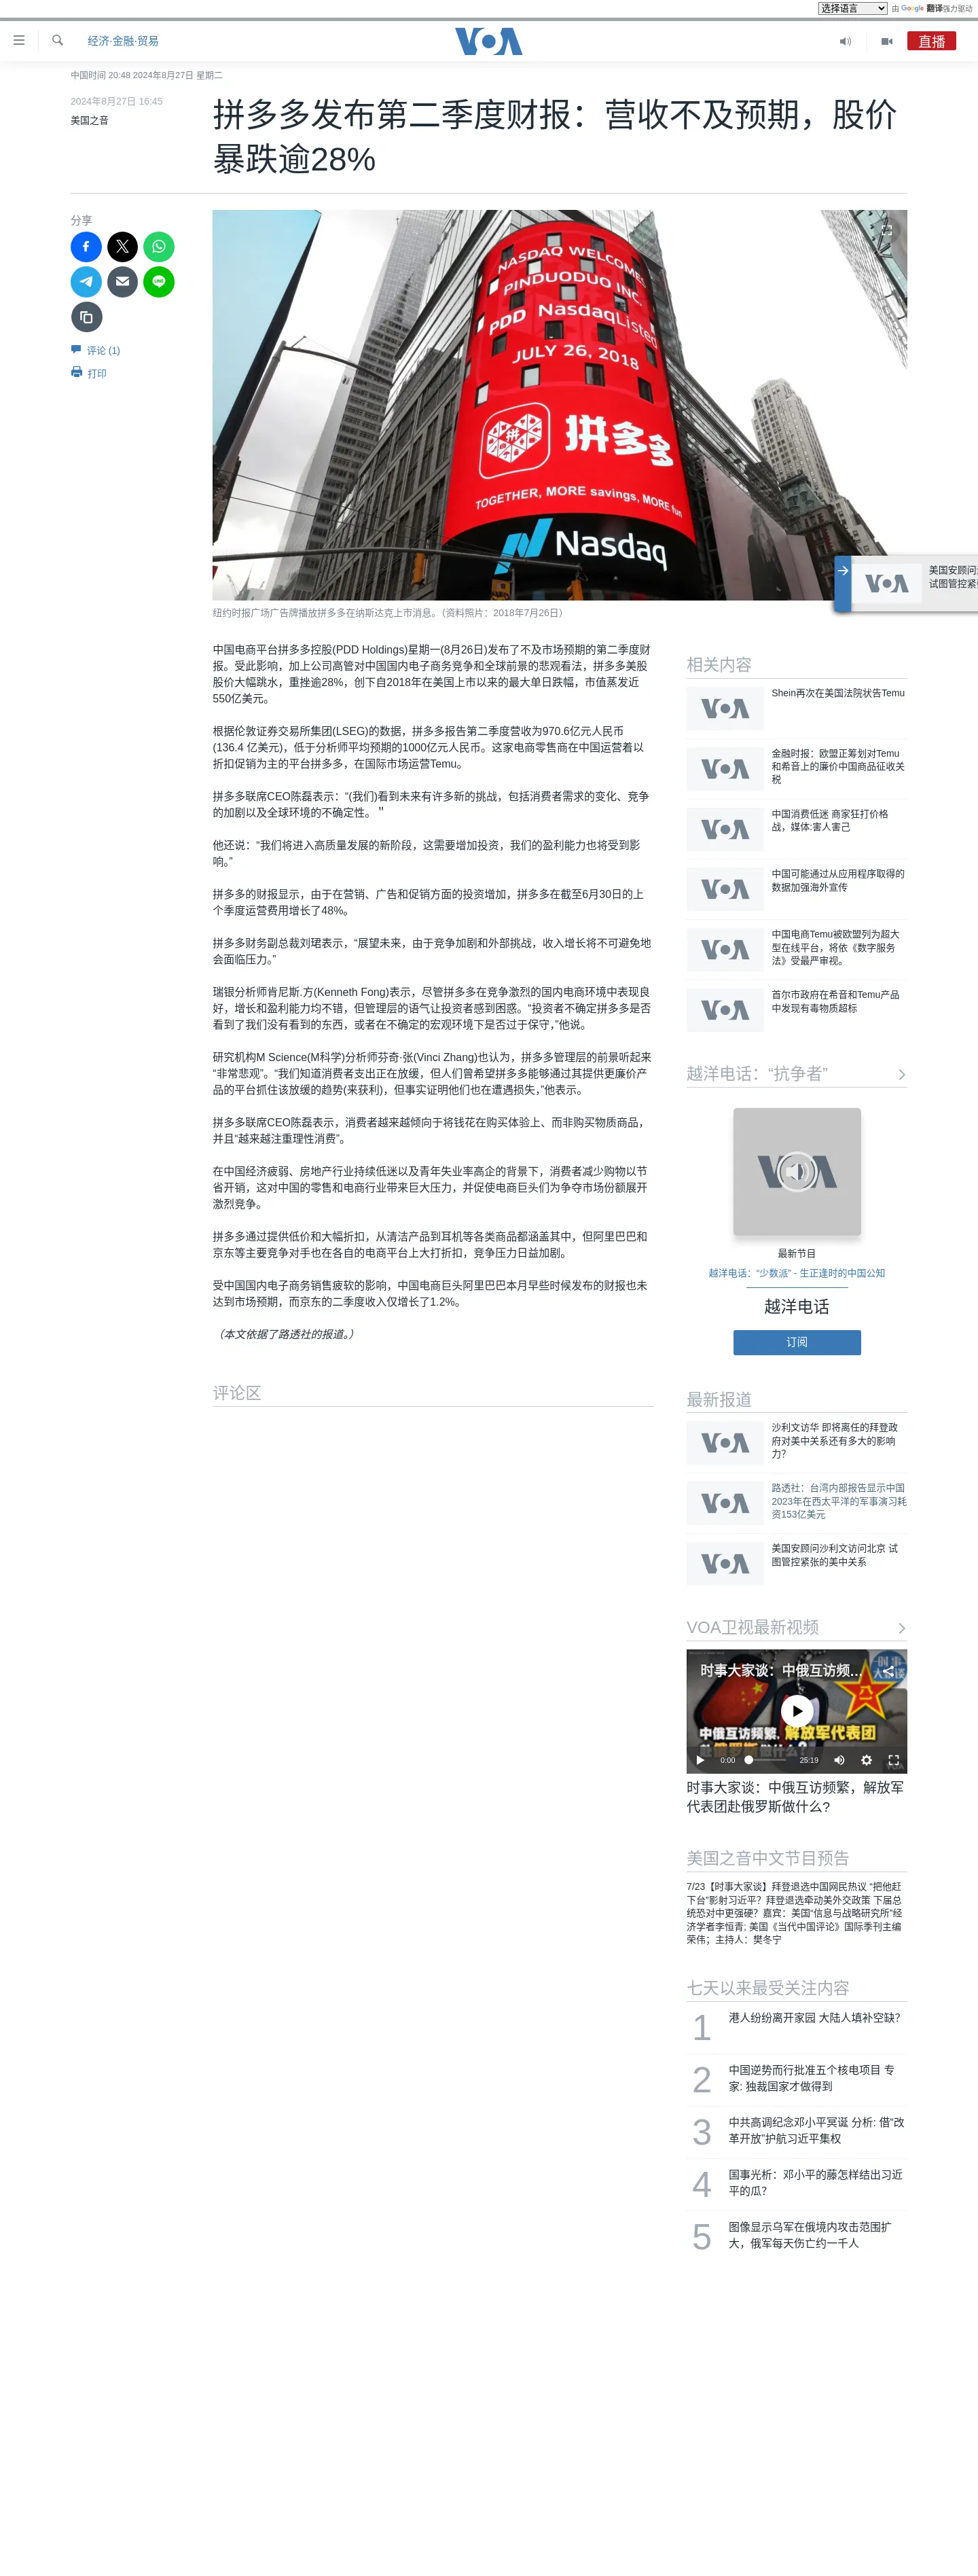 选择语言
由 Google 翻译强力驱动
经济·金融·贸易
VOA
直播
中国时间 20:48 2024年8月27日 星期二
2024年8月27日 16:45
美国之音
拼多多发布第二季度财报：营收不及预期，股价
暴跌逾28%
分享
评论 (1)
打印
NASDAQ WELCOMES
PINDUODUO INC.
PDD NasdaqListed
JULY 26, 2018
拼多多
TOGETHER, MORE savings, MORE fun
Nasdaq
纽约时报广场广告牌播放拼多多在纳斯达克上市消息。（资料照片：2018年7月26日）
美国安顾问
试图管控紧
中国电商平台拼多多控股(PDD Holdings)星期一(8月26日)发布了不及市场预期的第二季度财
报。受此影响，加上公司高管对中国国内电子商务竞争和全球前景的悲观看法，拼多多美股
股价大幅跳水，重挫逾28%，创下自2018年在美国上市以来的最大单日跌幅，市值蒸发近
550亿美元。
根据伦敦证券交易所集团(LSEG)的数据，拼多多报告第二季度营收为970.6亿元人民币
(136.4 亿美元)，低于分析师平均预期的1000亿元人民币。这家电商零售商在中国运营着以
折扣促销为主的平台拼多多，在国际市场运营Temu。
拼多多联席CEO陈磊表示：“(我们)看到未来有许多新的挑战，包括消费者需求的变化、竞争
的加剧以及全球环境的不确定性。＂
他还说：“我们将进入高质量发展的新阶段，这需要增加投资，我们的盈利能力也将受到影
响。”
拼多多的财报显示，由于在营销、广告和促销方面的投资增加，拼多多在截至6月30日的上
个季度运营费用增长了48%。
拼多多财务副总裁刘珺表示，“展望未来，由于竞争加剧和外部挑战，收入增长将不可避免地
会面临压力。”
瑞银分析师肯尼斯.方(Kenneth Fong)表示，尽管拼多多在竞争激烈的国内电商环境中表现良
好，增长和盈利能力均不错，但管理层的语气让投资者感到困惑。“投资者不确定拼多多是否
看到了我们没有看到的东西，或者在不确定的宏观环境下是否过于保守，”他说。
研究机构M Science(M科学)分析师芬奇·张(Vinci Zhang)也认为，拼多多管理层的前景听起来
“非常悲观”。“我们知道消费者支出正在放缓，但人们曾希望拼多多能够通过其提供更廉价产
品的平台抓住该放缓的趋势(来获利)，但事实证明他们也在遭遇损失，”他表示。
拼多多联席CEO陈磊表示，消费者越来越倾向于将钱花在购买体验上、而非购买物质商品，
并且“越来越注重理性消费”。
在中国经济疲弱、房地产行业持续低迷以及青年失业率高企的背景下，消费者减少购物以节
省开销，这对中国的零售和电商行业带来巨大压力，并促使电商巨头们为争夺市场份额展开
激烈竞争。
拼多多通过提供低价和大幅折扣，从清洁产品到耳机等各类商品都涵盖其中，但阿里巴巴和
京东等主要竞争对手也在各自的电商平台上大打折扣，竞争压力日益加剧。
受中国国内电子商务销售疲软的影响，中国电商巨头阿里巴巴本月早些时候发布的财报也未
达到市场预期，而京东的二季度收入仅增长了1.2%。
（本文依据了路透社的报道。）
评论区
相关内容
Shein再次在美国法院状告Temu
金融时报：欧盟正筹划对Temu
和希音上的廉价中国商品征收关
税
中国消费低迷 商家狂打价格
战，媒体:害人害己
中国可能通过从应用程序取得的
数据加强海外宣传
中国电商Temu被欧盟列为超大
型在线平台，将依《数字服务
法》受最严审视。
首尔市政府在希音和Temu产品
中发现有毒物质超标
越洋电话：“抗争者”
最新节目
越洋电话：“少数派” - 生正逢时的中国公知
越洋电话
订阅
最新报道
沙利文访华 即将离任的拜登政
府对美中关系还有多大的影响
力？
路透社：台湾内部报告显示中国
2023年在西太平洋的军事演习耗
资153亿美元
美国安顾问沙利文访问北京 试
图管控紧张的美中关系
VOA卫视最新视频
时事大家谈：中俄互访频...
中俄互访频繁，解放军代表团
赴俄罗斯做什么？
0:00
25:19
时事大家谈：中俄互访频繁，解放军
代表团赴俄罗斯做什么？
美国之音中文节目预告
7/23【时事大家谈】拜登退选中国网民热议 “把他赶
下台”影射习近平？拜登退选牵动美外交政策 下届总
统恐对中更强硬？嘉宾：美国“信息与战略研究所”经
济学者李恒青; 美国《当代中国评论》国际季刊主编
荣伟；主持人：樊冬宁
七天以来最受关注内容
1 港人纷纷离开家园 大陆人填补空缺？
2 中国逆势而行批准五个核电项目 专
家: 独裁国家才做得到
3 中共高调纪念邓小平冥诞 分析: 借“改
革开放”护航习近平集权
4 国事光析：邓小平的藤怎样结出习近
平的瓜？
5 图像显示乌军在俄境内攻击范围扩
大，俄军每天伤亡约一千人